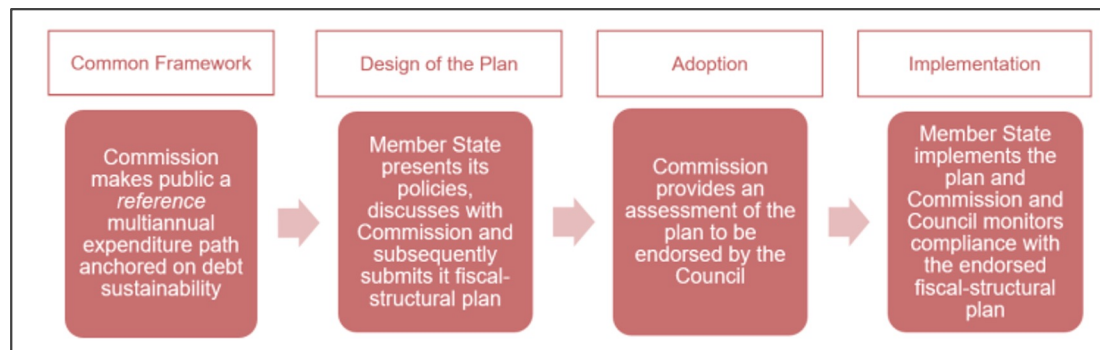 Common Framework
Design of the Plan
Adoption
Implementation
Commission
makes public a
reference
multiannual
expenditure path
anchored on debt
sustainability
Member State
presents its
policies,
discusses with
Commission and
subsequently
submits it fiscal-
structural plan
Commission
provides an
assessment of the
plan to be
endorsed by the
Council
Member State
implements the
plan and
Commission and
Council monitors
compliance with
the endorsed
fiscal-structural
plan